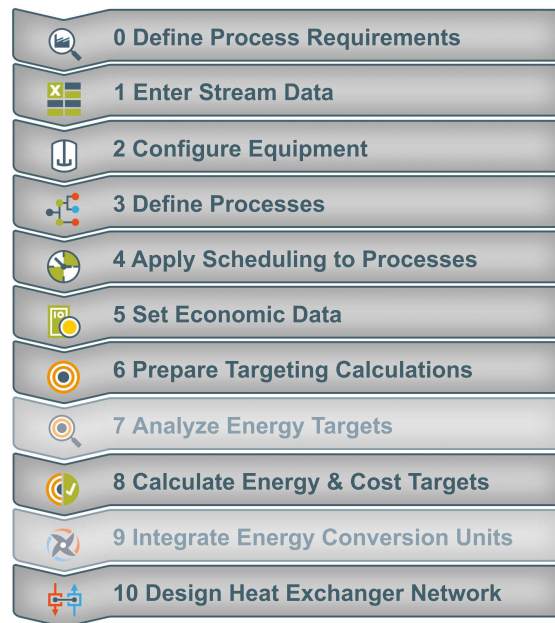 0 Define Process Requirements
1 Enter Stream Data
2 Configure Equipment
3 Define Processes
4 Apply Scheduling to Processes
5 Set Economic Data
6 Prepare Targeting Calculations
7 Analyze Energy Targets
8 Calculate Energy & Cost Targets
9 Integrate Energy Conversion Units
10 Design Heat Exchanger Network